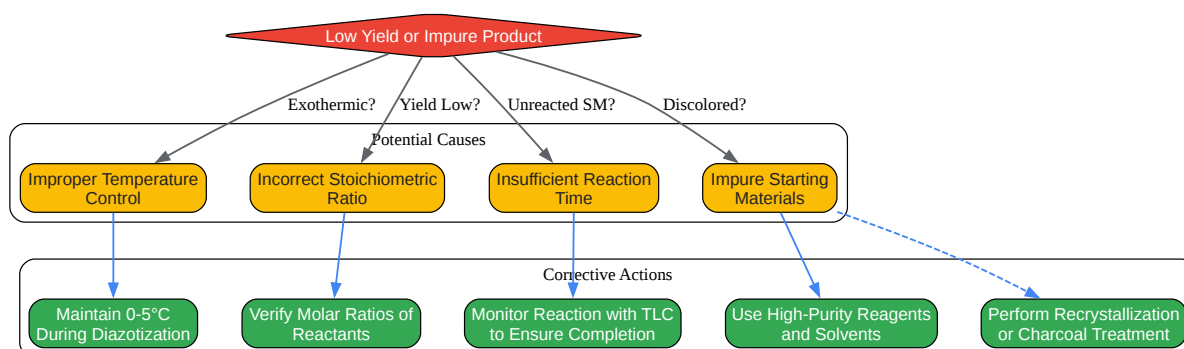 Low Yield or Impure Product
Exothermic?
Yield Low?
Unreacted SM?
Discolored?
Potential Causes
Improper Temperature
Control
Incorrect Stoichiometric
Ratio
Insufficient Reaction
Time
Impure Starting
Materials
Corrective Actions
Maintain 0-5°C
During Diazotization
Verify Molar Ratios of
Reactants
Monitor Reaction with TLC
to Ensure Completion
Use High-Purity Reagents
and Solvents
Perform Recrystallization
or Charcoal Treatment